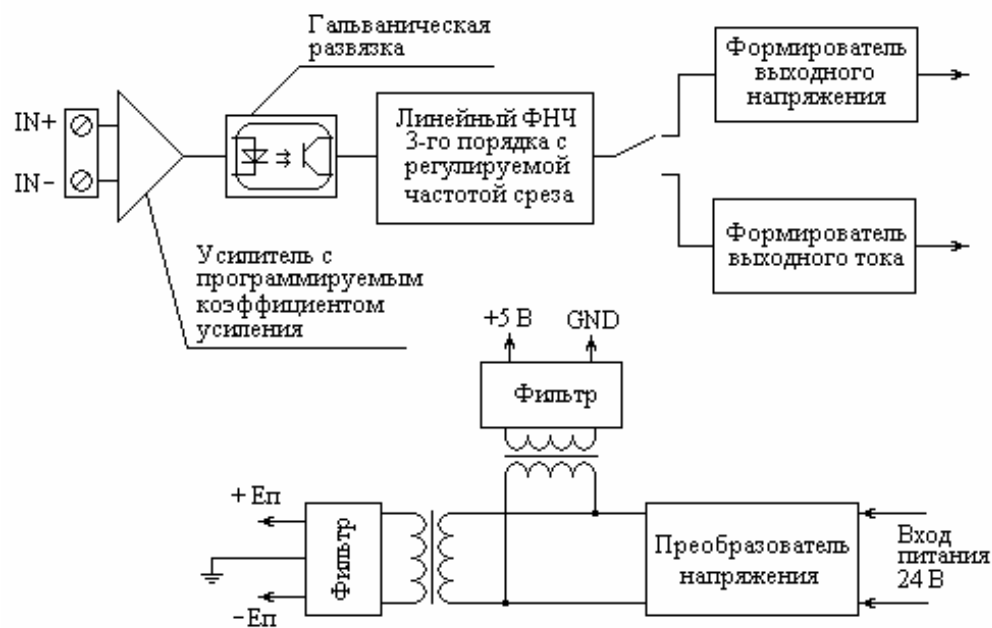 Гальваническая
развязка
IN+
IN−
Линейный ФНЧ
3-го порядка с
регулируемой
частотой среза
Формирователь
выходного
напряжения
Формирователь
выходного тока
Усилитель с
программируемым
коэффициентом
усиления
+5 В
GND
Фильтр
+Еп
Фильтр
−Еп
Преобразователь
напряжения
Вход
питания
24 В